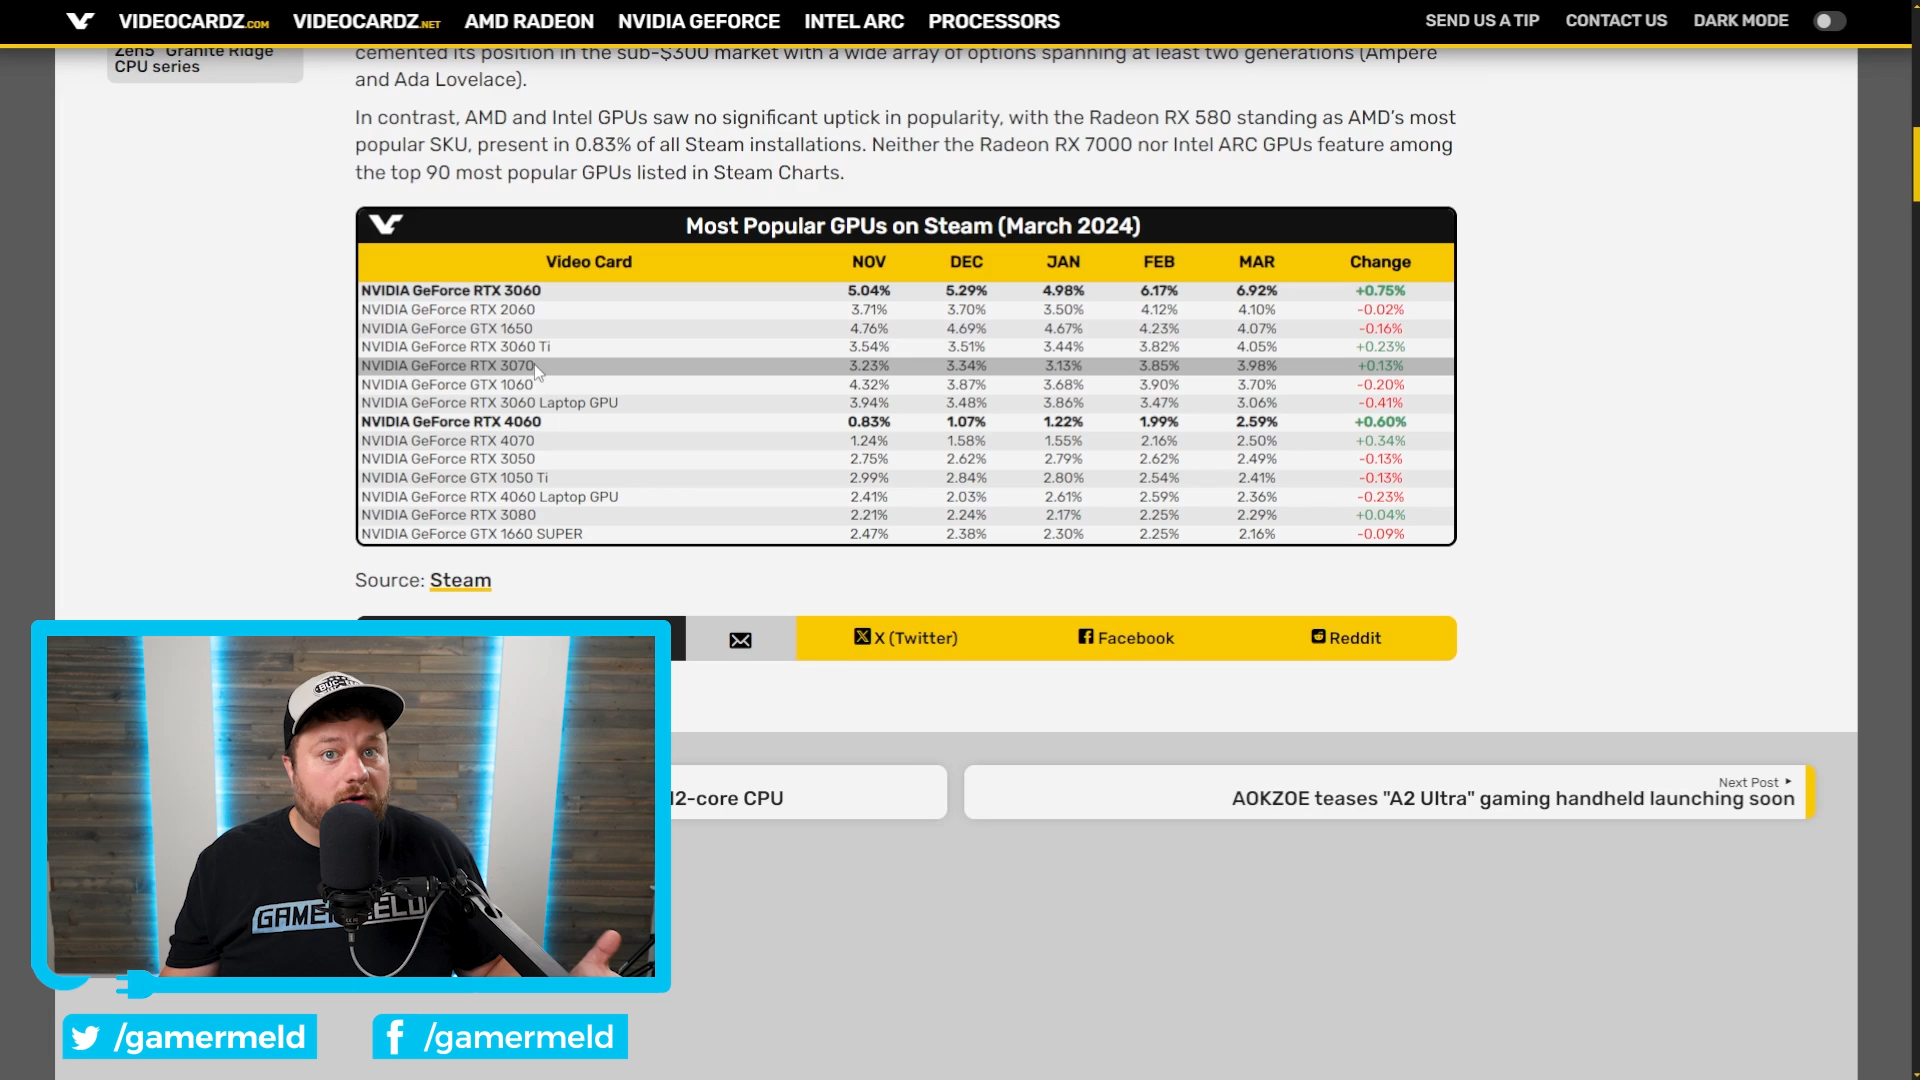 VIDEOCARDZ.COM VIDEOCARDZ.NET AMD RADEON NVIDIA GEFORCE INTEL ARC PROCESSORS SEND US A TIP CONTACT US DARK MODE
Zen5 "Granite Ridge"
CPU series
cemented its position in the sub-$300 market with a wide array of options spanning at least two generations (Ampere
and Ada Lovelace).
In contrast, AMD and Intel GPUs saw no significant uptick in popularity, with the Radeon RX 580 standing as AMD's most
popular SKU, present in 0.83% of all Steam installations. Neither the Radeon RX 7000 nor Intel ARC GPUs feature among
the top 90 most popular GPUs listed in Steam Charts.
Most Popular GPUs on Steam (March 2024)
Video Card NOV DEC JAN FEB MAR Change
NVIDIA GeForce RTX 3060 5.04% 5.29% 4.98% 6.17% 6.92% +0.75%
NVIDIA GeForce RTX 2060 3.71% 3.70% 3.50% 4.12% 4.10% -0.02%
NVIDIA GeForce GTX 1650 4.76% 4.69% 4.67% 4.23% 4.07% -0.16%
NVIDIA GeForce RTX 3060 Ti 3.54% 3.51% 3.44% 3.82% 4.05% +0.23%
NVIDIA GeForce RTX 3070 3.23% 3.34% 3.13% 3.85% 3.98% +0.13%
NVIDIA GeForce GTX 1060 4.32% 3.87% 3.68% 3.90% 3.70% -0.20%
NVIDIA GeForce RTX 3060 Laptop GPU 3.94% 3.48% 3.86% 3.47% 3.06% -0.41%
NVIDIA GeForce RTX 4060 0.83% 1.07% 1.22% 1.99% 2.59% +0.60%
NVIDIA GeForce RTX 4070 1.24% 1.58% 1.55% 2.16% 2.50% +0.34%
NVIDIA GeForce RTX 3050 2.75% 2.62% 2.79% 2.62% 2.49% -0.13%
NVIDIA GeForce GTX 1050 Ti 2.99% 2.84% 2.80% 2.54% 2.41% -0.13%
NVIDIA GeForce RTX 4060 Laptop GPU 2.41% 2.03% 2.61% 2.59% 2.36% -0.23%
NVIDIA GeForce RTX 3080 2.21% 2.24% 2.17% 2.25% 2.29% +0.04%
NVIDIA GeForce GTX 1660 SUPER 2.47% 2.38% 2.30% 2.25% 2.16% -0.09%
Source: Steam
X (Twitter) Facebook Reddit
Next Post
12-core CPU
AOKZOE teases "A2 Ultra" gaming handheld launching soon
/gamermeld /gamermeld